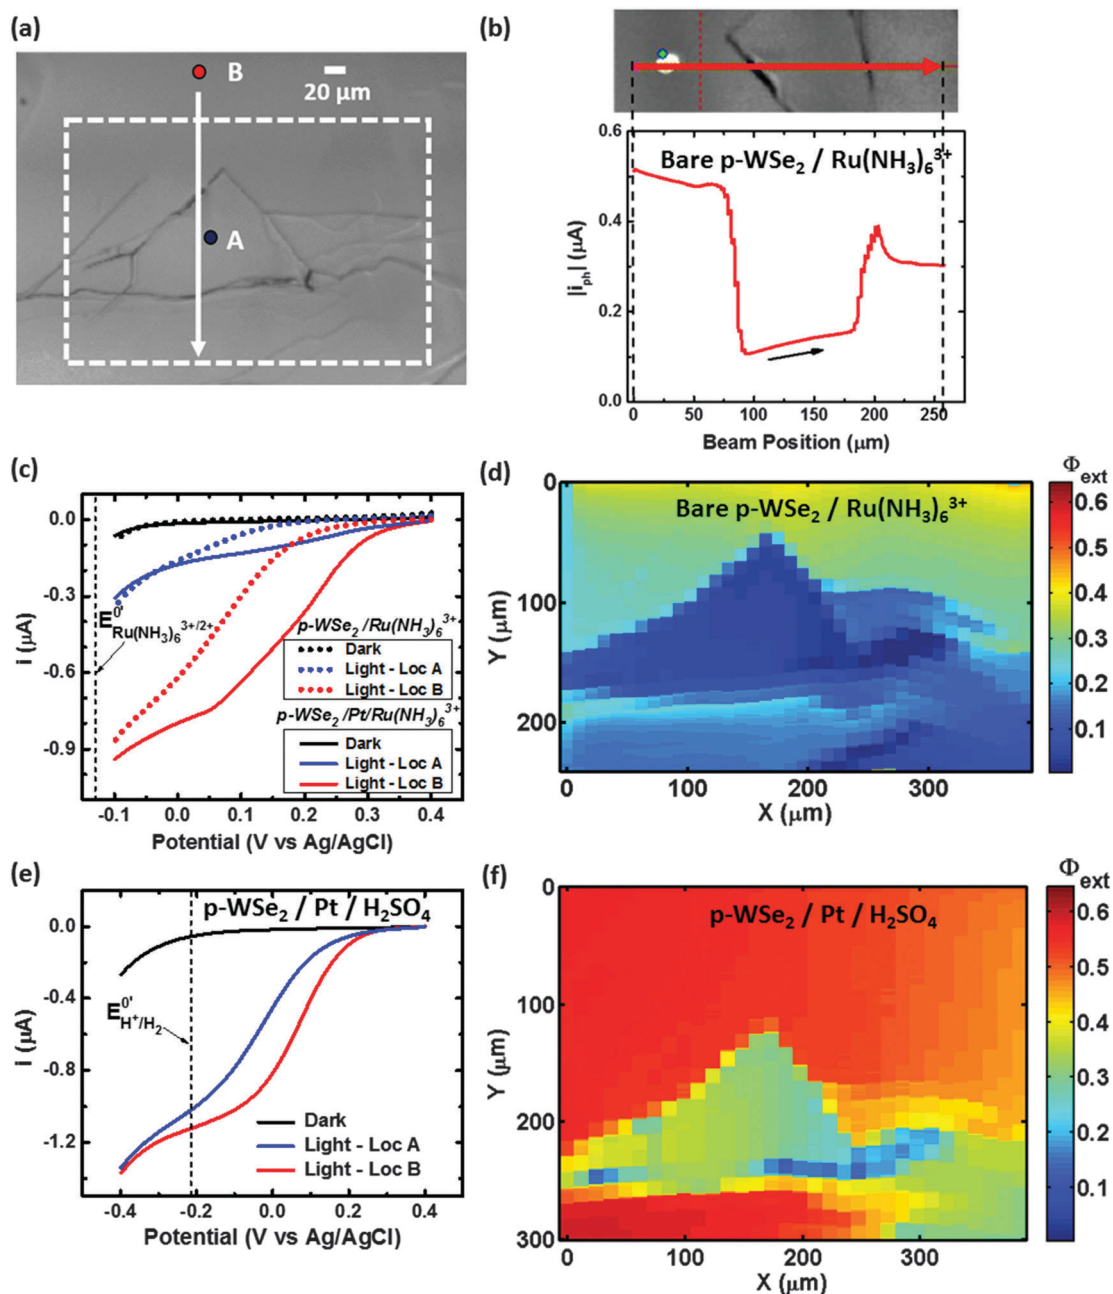 (a)
B
20 μm
A
(b)
Bare p-WSe₂ / Ru(NH₃)₆³⁺
0.6
0.4
0.2
0.0
|iₚₕ| (μA)
0 50 100 150 200 250
Beam Position (μm)
(c)
0.0
-0.3
-0.6
-0.9
i (μA)
E⁰' Ru(NH₃)₆³⁺/²⁺
p-WSe₂ /Ru(NH₃)₆³⁺
Dark
Light - Loc A
Light - Loc B
p-WSe₂ /Pt/Ru(NH₃)₆³⁺
Dark
Light - Loc A
Light - Loc B
-0.1 0.0 0.1 0.2 0.3 0.4
Potential (V vs Ag/AgCl)
(d)
Bare p-WSe₂ / Ru(NH₃)₆³⁺
0
100
200
Y (μm)
0 100 200 300
X (μm)
Φext
0.6
0.5
0.4
0.3
0.2
0.1
(e)
p-WSe₂ / Pt / H₂SO₄
0.0
-0.4
-0.8
-1.2
i (μA)
E⁰' H⁺/H₂
Dark
Light - Loc A
Light - Loc B
-0.4 -0.2 0.0 0.2 0.4
Potential (V vs Ag/AgCl)
(f)
p-WSe₂ / Pt / H₂SO₄
0
100
200
300
Y (μm)
0 100 200 300
X (μm)
Φext
0.6
0.5
0.4
0.3
0.2
0.1